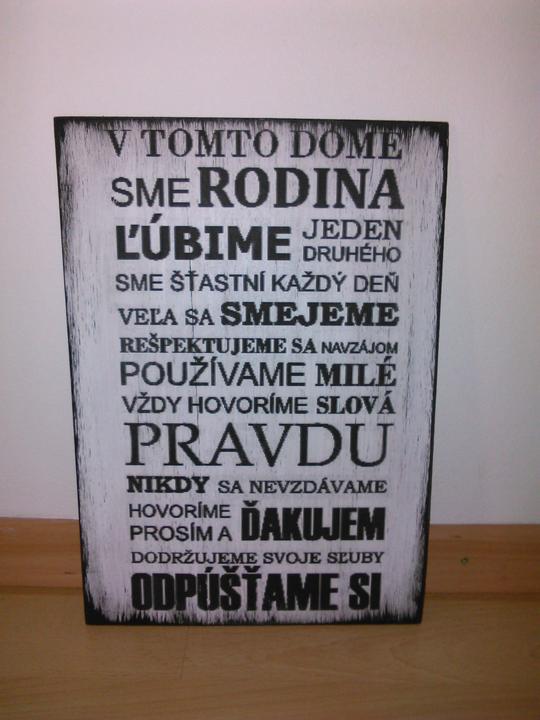 V TOMTO DOME
SME RODINA
ĽÚBIME JEDEN DRUHÉHO
SME ŠŤASTNÍ KAŽDÝ DEŇ
VEĽA SA SMEJEME
REŠPEKTUJEME SA NAVZÁJOM
POUŽÍVAME MILÉ
VŽDY HOVORÍME SLOVÁ
PRAVDU
NIKDY SA NEVZDÁVAME
HOVORÍME
PROSÍM A ĎAKUJEM
DODRŽUJEME SVOJE SĽUBY
ODPÚŠŤAME SI